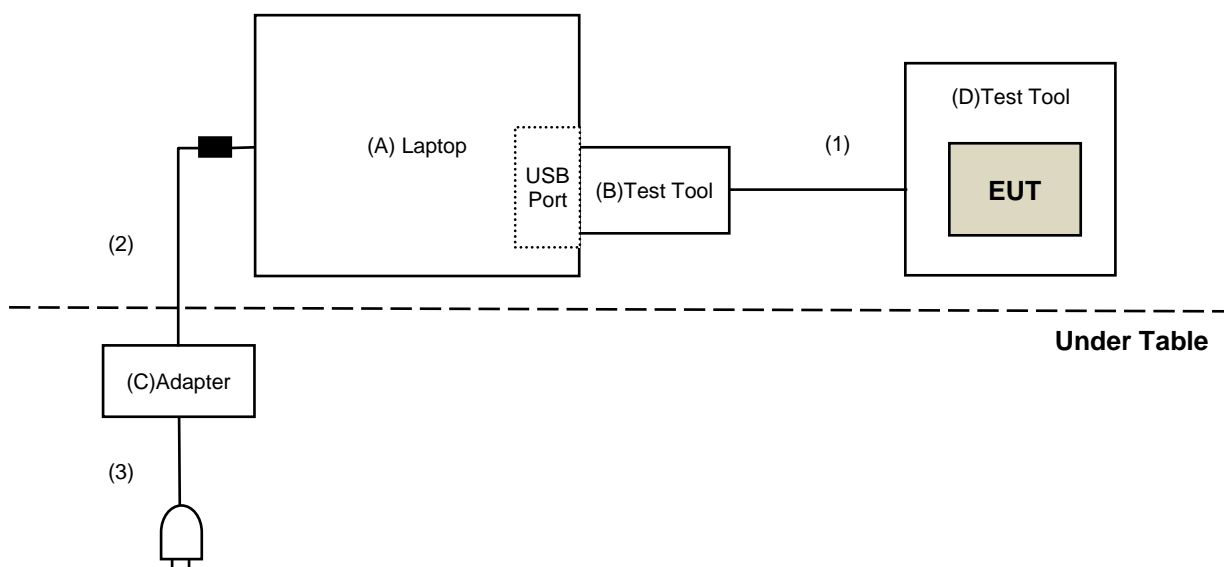 (D)Test Tool
(A) Laptop
(1)
USB
Port
(B)Test Tool
EUT
(2)
Under Table
(C)Adapter
(3)